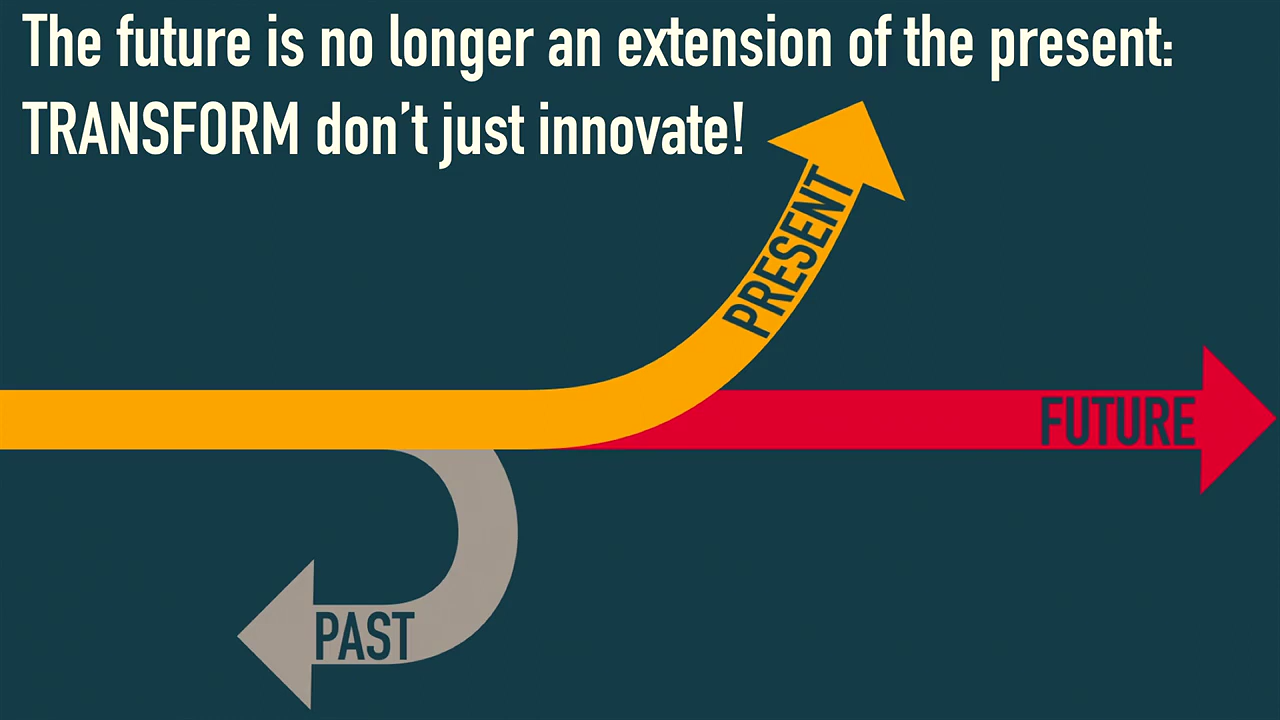 The future is no longer an extension of the present:
TRANSFORM don’t just innovate!
PRESENT
FUTURE
PAST